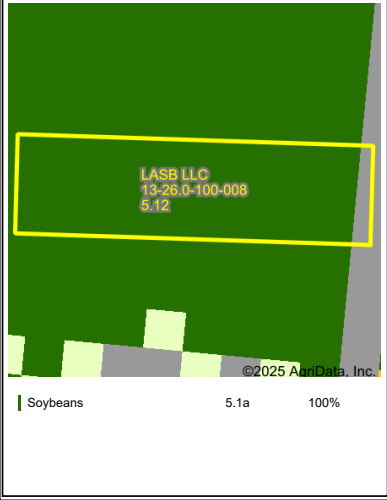 LASB LLC
13-26.0-100-008
5.12
©2025 AgriData, Inc.
Soybeans 5.1a 100%